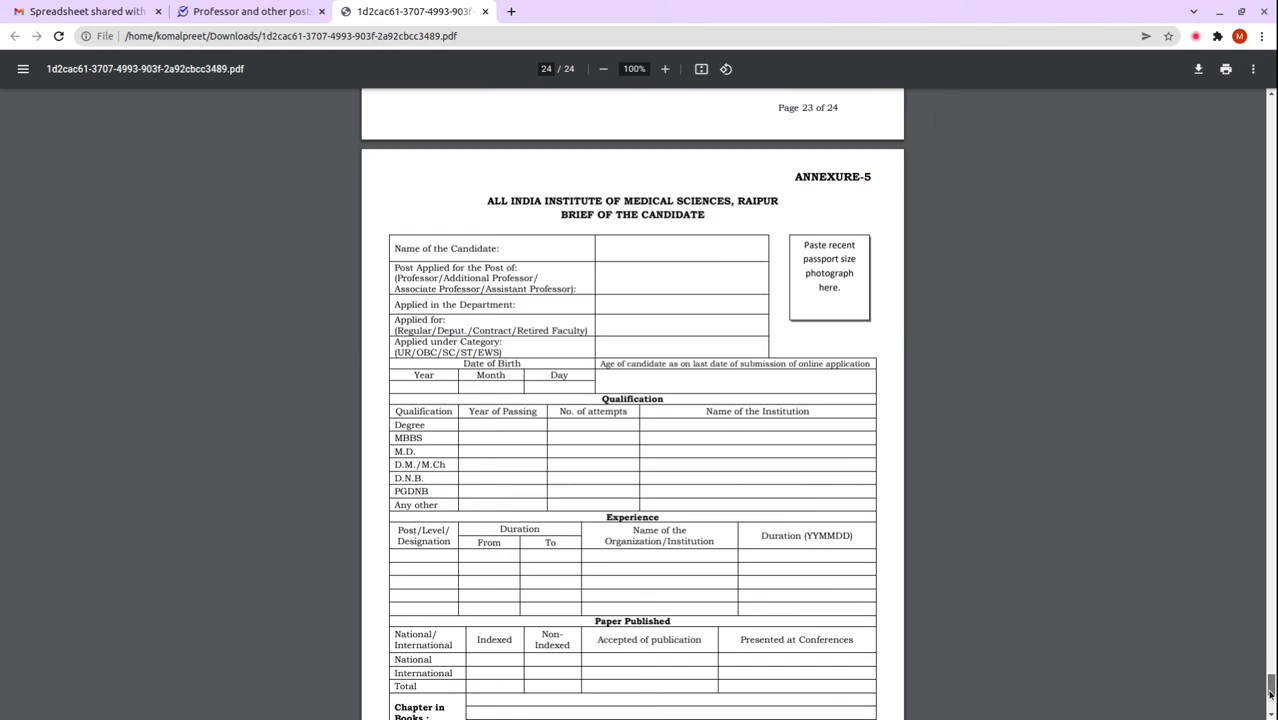 Spreadsheet shared with
Professor and other posts
1d2cac61-3707-4993-903f-
File
/home/komalpreet/Downloads/1d2cac61-3707-4993-903f-2a92cbcc3489.pdf
M
1d2cac61-3707-4993-903f-2a92cbcc3489.pdf
24 / 24
100%
Page 23 of 24
ANNEXURE-5
ALL INDIA INSTITUTE OF MEDICAL SCIENCES, RAIPUR
BRIEF OF THE CANDIDATE
Name of the Candidate:
Paste recent
passport size
photograph
here.
Post Applied for the Post of:
(Professor/Additional Professor/
Associate Professor/Assistant Professor):
Applied in the Department:
Applied for:
(Regular/Deput./Contract/Retired Faculty)
Applied under Category:
(UR/OBC/SC/ST/EWS)
Date of Birth Age of candidate as on last date of submission of online application
Year Month Day
Qualification
Qualification Year of Passing No. of attempts Name of the Institution
Degree
MBBS
M.D.
D.M./M.Ch
D.N.B.
PGDNB
Any other
Experience
Post/Level/
Designation
Duration
From To
Name of the
Organization/Institution
Duration (YYMMDD)
Paper Published
National/
International
Indexed
Non-
Indexed
Accepted of publication
Presented at Conferences
National
International
Total
Chapter in
Books :